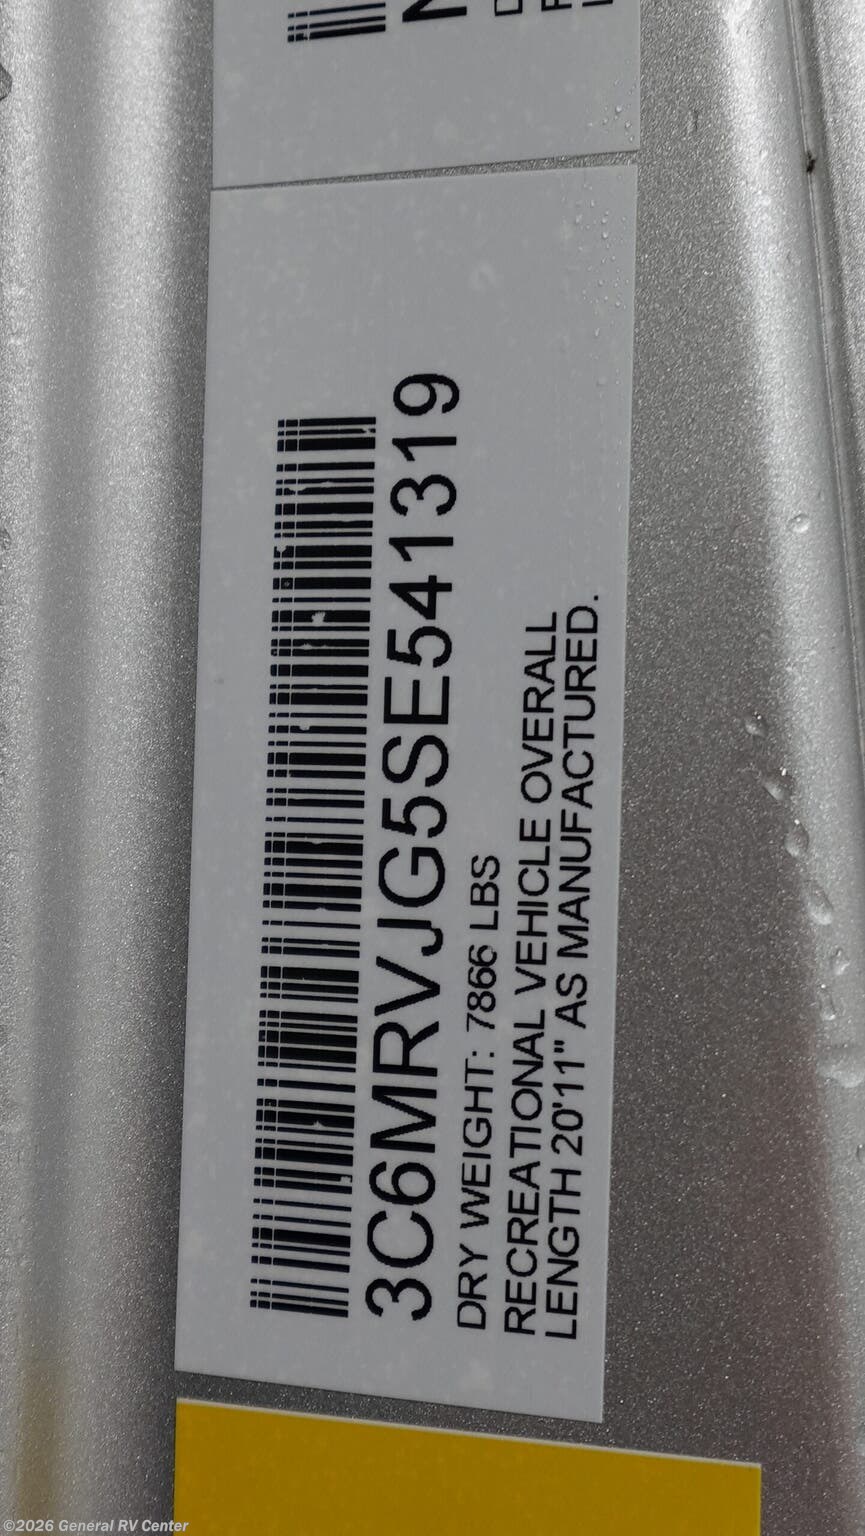 3C6MRVJG5SE541319
DRY WEIGHT: 7866 LBS
RECREATIONAL VEHICLE OVERALL
LENGTH 20'11" AS MANUFACTURED.
©2026 General RV Center